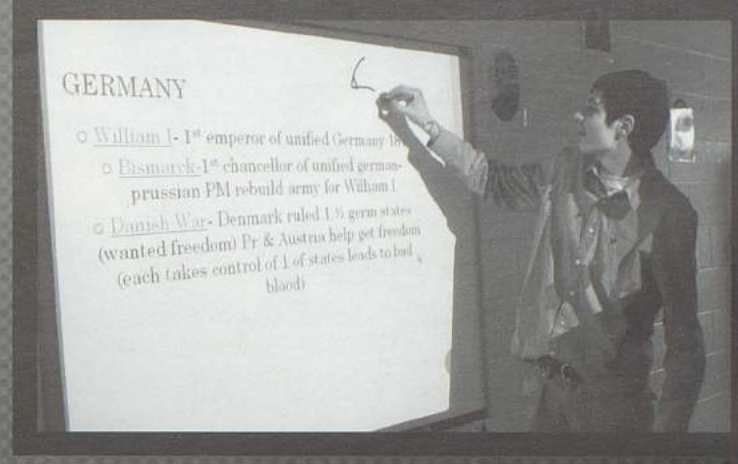 GERMANY
○ William I- 1st emperor of unified Germany
○ Bismarck-1st chancellor of unified german-
prussian PM rebuild army for William I
○ Danish War- Denmark ruled 1 ½ germ states
(wanted freedom) Pr & Austria help get freedom
(each takes control of 1 of states leads to bad
blood)